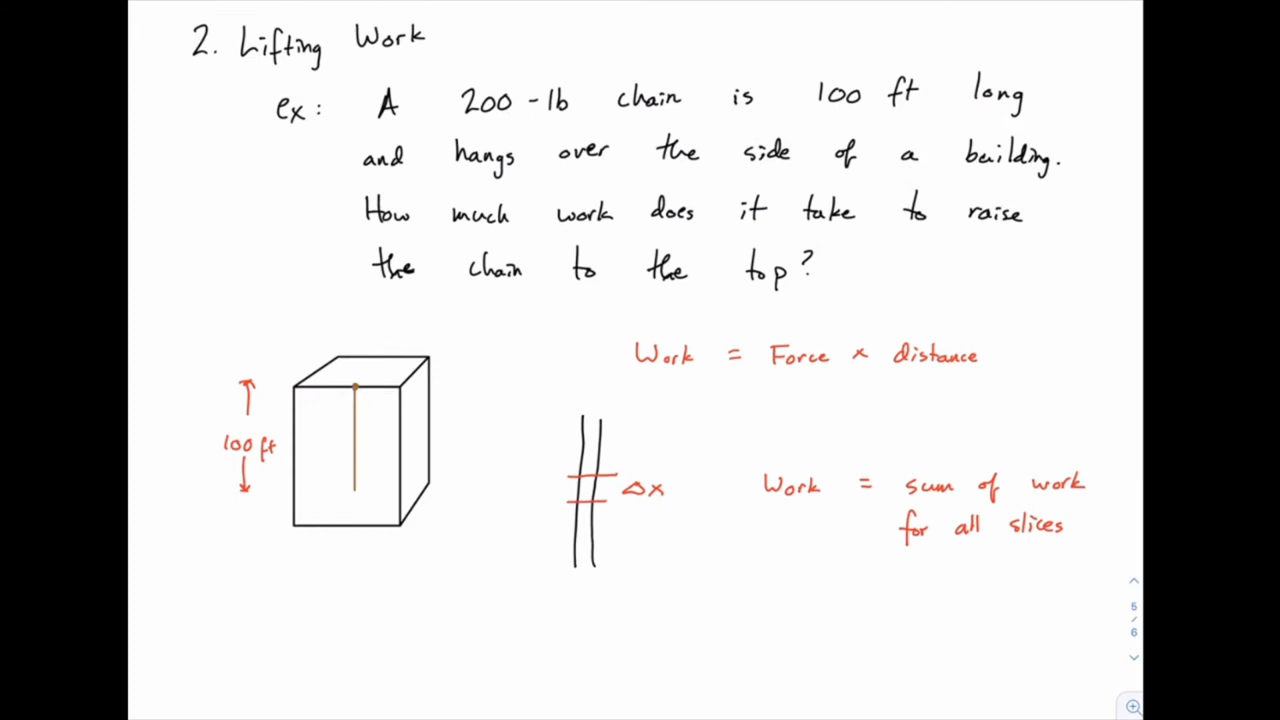 2. Lifting Work
ex: A 200-lb chain is 100 ft long
and hangs over the side of a building.
How much work does it take to raise
the chain to the top?
Work = Force × distance
100 ft
Δx
Work = sum of work
for all slices
5
/
6